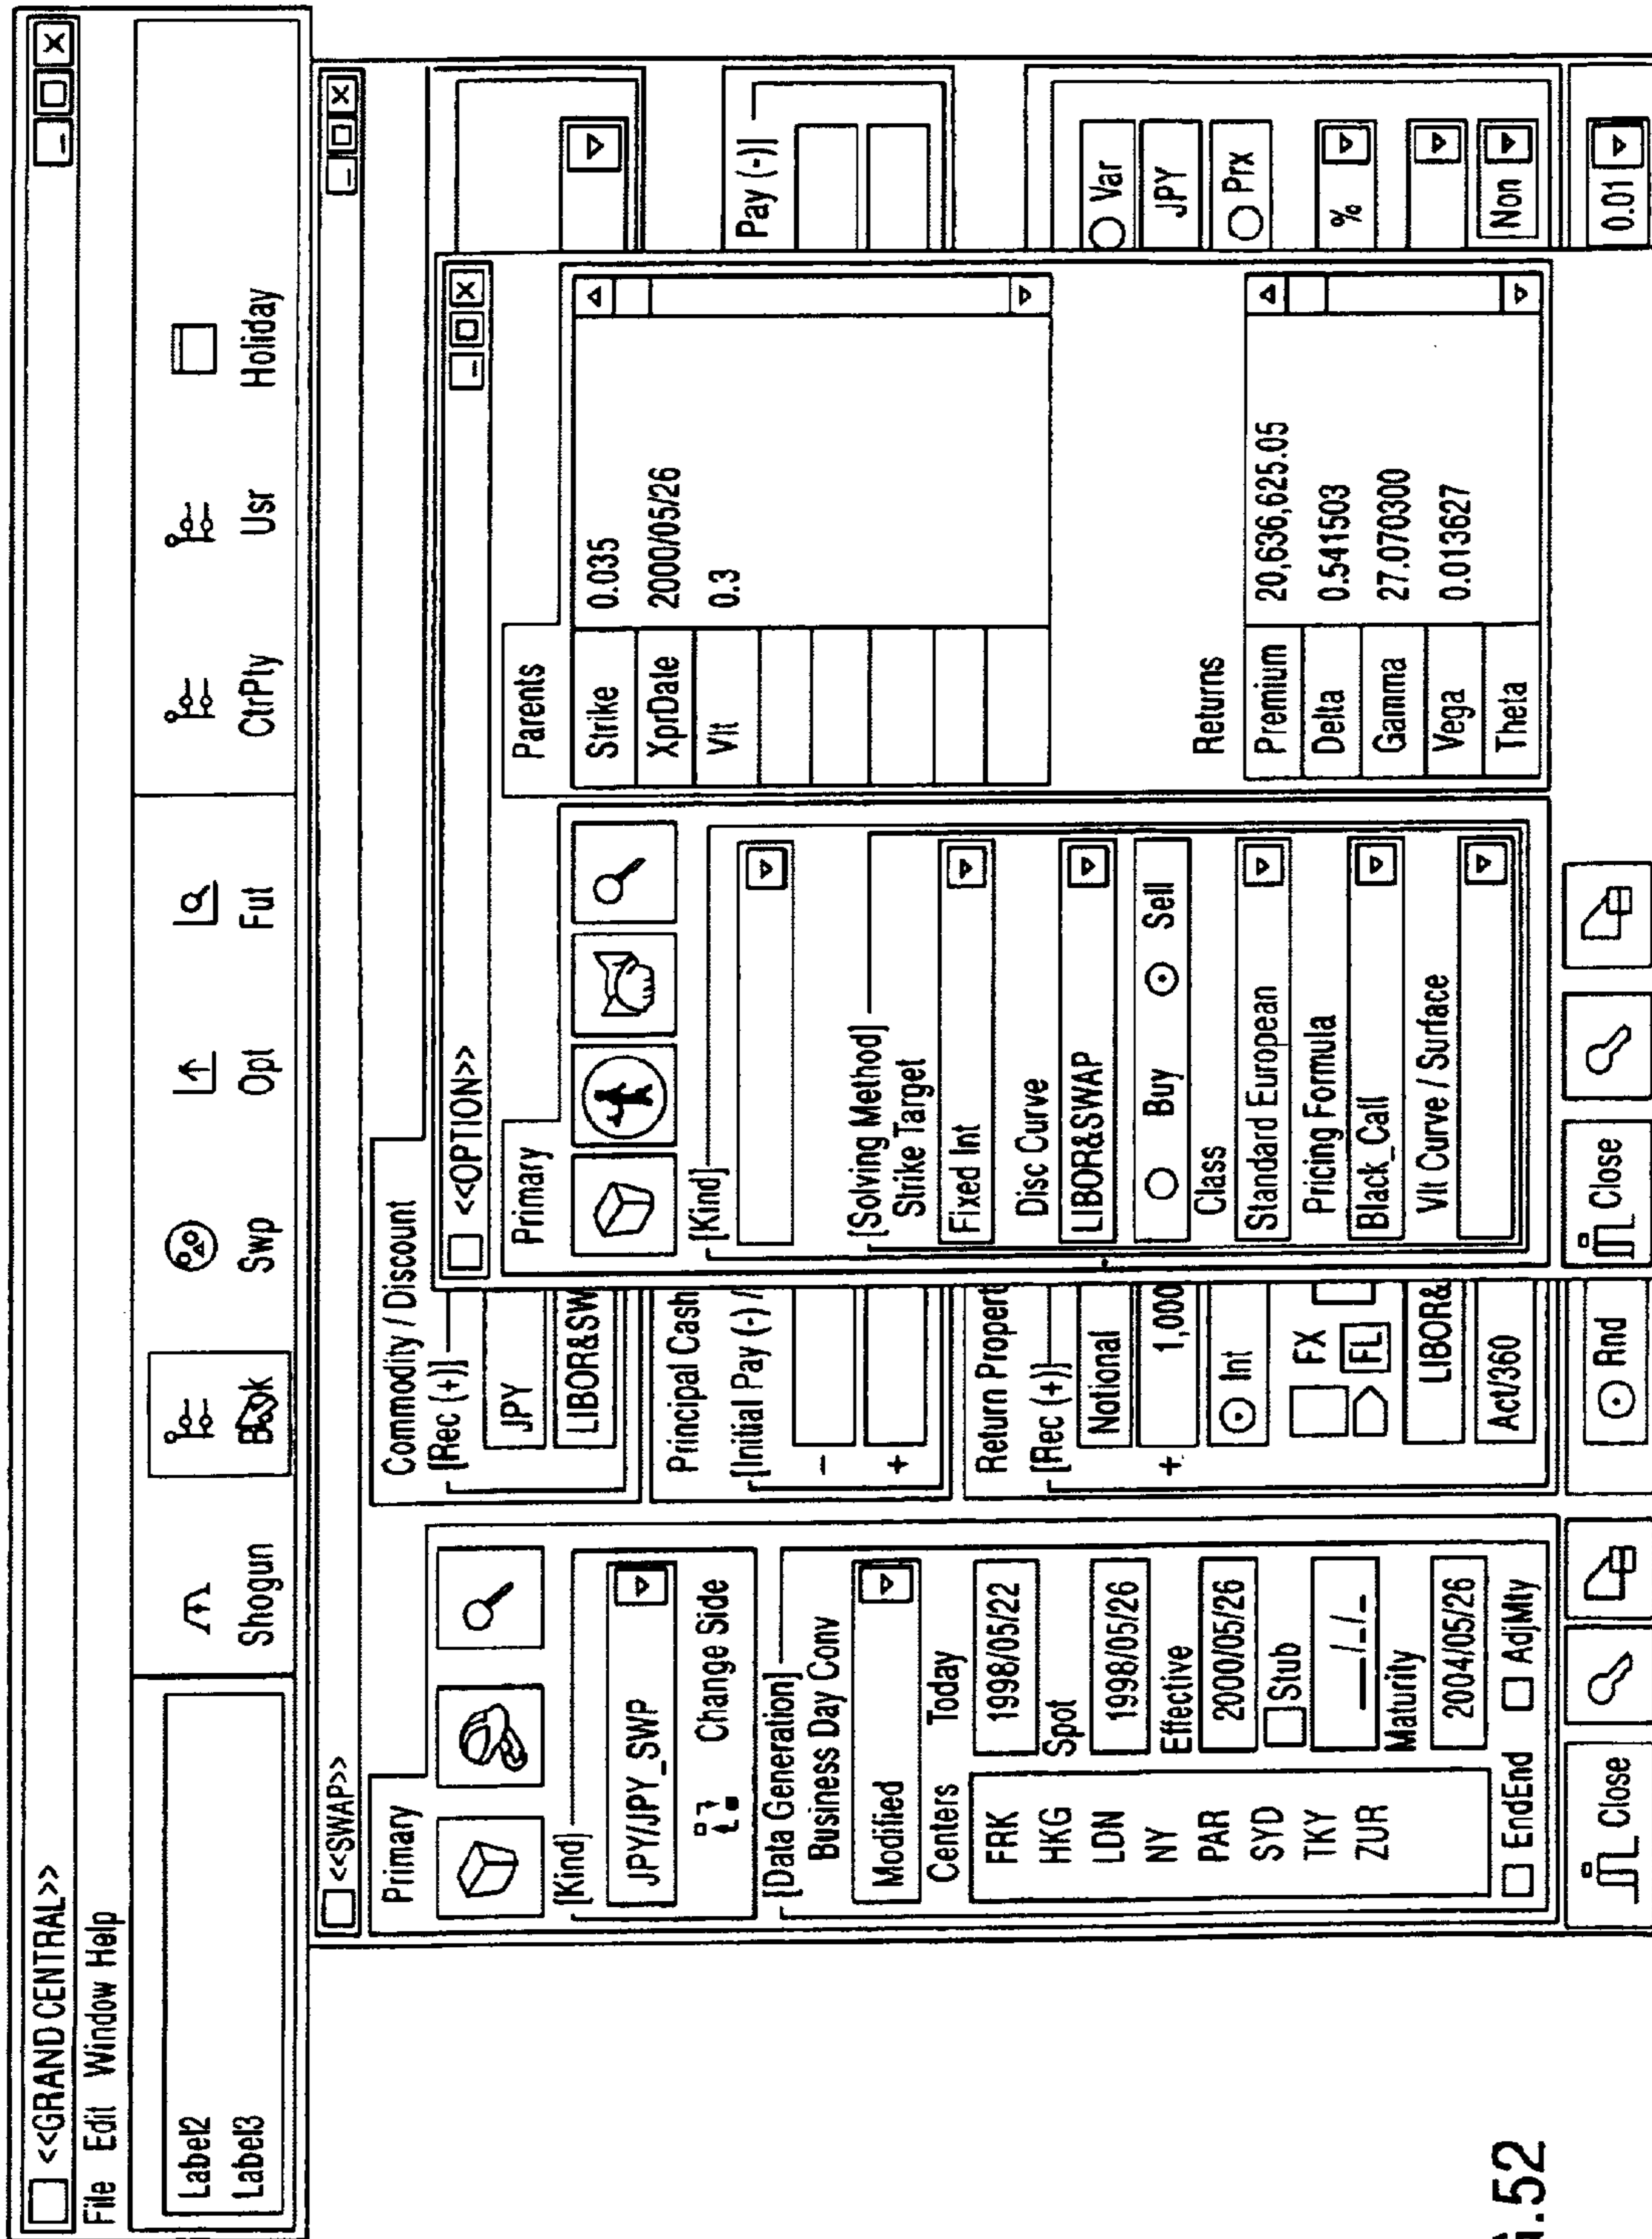 <<GRAND CENTRAL>>
File Edit Window Help
Label2
Label3
Shogun
Swp
Opt
Fut
CtrPty
Usr
Holiday
<<SWAP>>
Primary
[Kind]
JPY/JPY_SWP
Change Side
[Data Generation]
Business Day Conv
Modified
Centers
FRK
HKG
LDN
NY
PAR
SYD
TKY
ZUR
Today
1998/05/22
Spot
1998/05/26
Effective
2000/05/26
Stub
__/_/_
Maturity
2004/05/26
EndEnd
AdjMty
Close
Commodity / Discount
[Rec (+)]
JPY
LIBOR&SW
Principal Cash
[Initial Pay (-) /
-
+
Return Propert
[Rec (+)]
Notional
+ 1,000
Int
FX
FL
LIBOR&
Act/360
Rnd
<<OPTION>>
Primary
[Kind]
[Solving Method]
Strike Target
Fixed Int
Disc Curve
LIBOR&SWAP
Buy Sell
Class
Standard European
Pricing Formula
Black_Call
Vlt Curve / Surface
Close
Parents
Strike 0.035
XprDate 2000/05/26
Vlt 0.3
Returns
Premium 20,636,625.05
Delta 0.541503
Gamma 27.070300
Vega 0.013627
Theta
Pay (-)]
Var
JPY
Prx
%
Non
0.01
.52